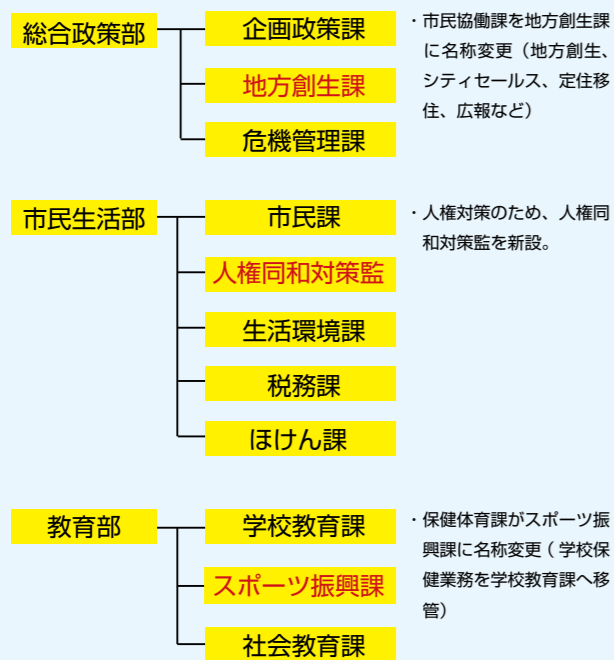 総合政策部
企画政策課
地方創生課
危機管理課
・市民協働課を地方創生課
に名称変更（地方創生、
シティセールス、定住移
住、広報など）
市民生活部
市民課
人権同和対策監
生活環境課
税務課
ほけん課
・人権対策のため、人権同
和対策監を新設。
教育部
学校教育課
スポーツ振興課
社会教育課
・保健体育課がスポーツ振
興課に名称変更（学校保
健業務を学校教育課へ移
管）